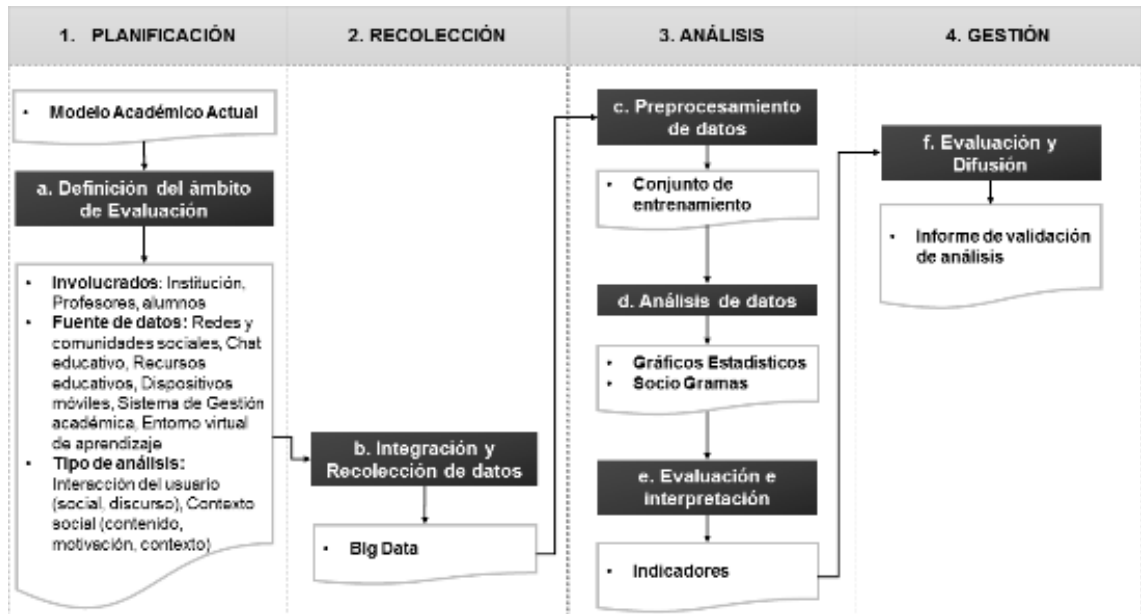 1. PLANIFICACIÓN
2. RECOLECCIÓN
3. ANÁLISIS
4. GESTIÓN
• Modelo Académico Actual
a. Definición del ámbito
de Evaluación
• Involucrados: Institución,
Profesores, alumnos
• Fuente de datos: Redes y
comunidades sociales, Chat
educativo, Recursos
educativos, Dispositivos
móviles, Sistema de Gestión
académica, Entorno virtual
de aprendizaje
• Tipo de análisis:
Interacción del usuario
(social, discurso), Contexto
social (contenido,
motivación, contexto)
b. Integración y
Recolección de datos
• Big Data
c. Preprocesamiento
de datos
• Conjunto de
entrenamiento
d. Análisis de datos
• Gráficos Estadísticos
• Socio Gramas
e. Evaluación e
interpretación
• Indicadores
f. Evaluación y
Difusión
• Informe de validación
de análisis